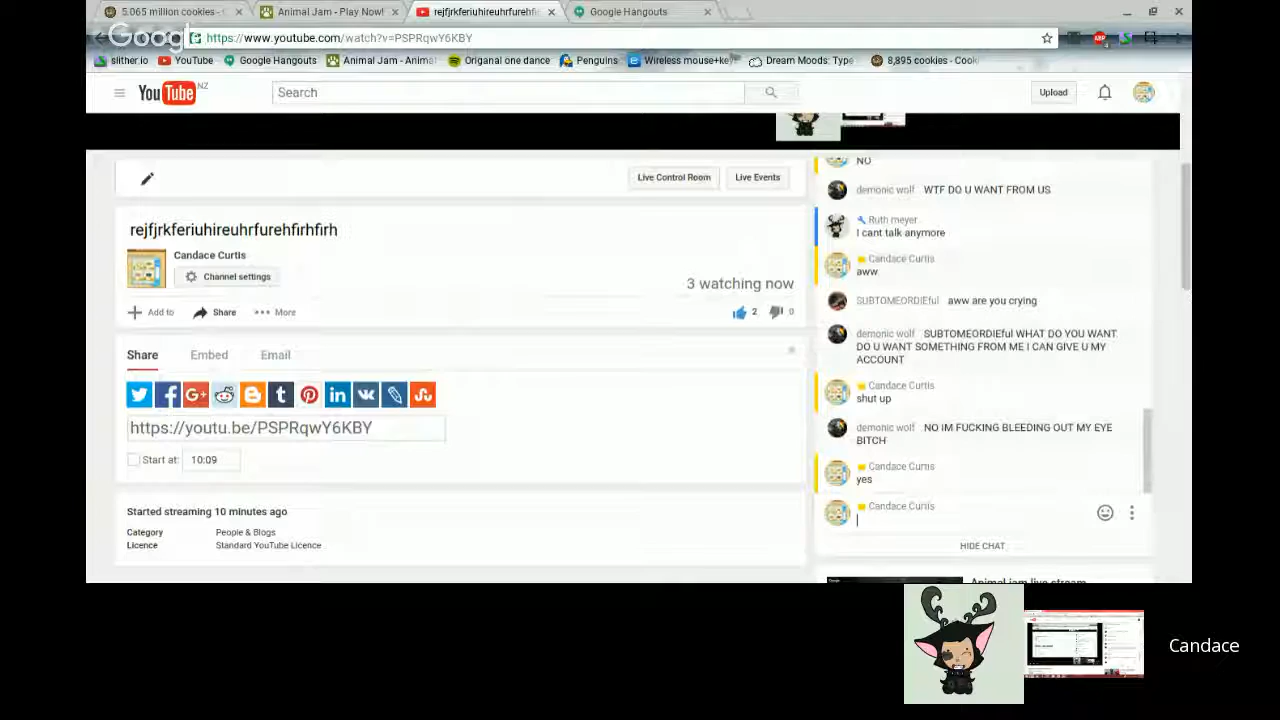 5.065 million cookies -
Animal Jam - Play Now!
rejfjrkferiuhireuhrfurehfi
Google Hangouts
https://www.youtube.com/watch?v=PSPRqwY6KBY
slither.io
YouTube
Google Hangouts
Animal Jam - Animal
Origanal one dance
Penguins
Wireless mouse+key
Dream Moods: Type
8,895 cookies - Cook
YouTube NZ
Search
Upload
NO
demonic wolf WTF DO U WANT FROM US
Live Control Room
Live Events
Ruth meyer
I cant talk anymore
rejfjrkferiuhireuhrfurehfirhfirh
Candace Curtis
Channel settings
3 watching now
Add to
Share
More
2
0
Candace Curtis
aww
SUBTOMEORDIEful aww are you crying
demonic wolf SUBTOMEORDIEful WHAT DO YOU WANT
DO U WANT SOMETHING FROM ME I CAN GIVE U MY
ACCOUNT
Share
Embed
Email
https://youtu.be/PSPRqwY6KBY
Start at: 10:09
Candace Curtis
shut up
demonic wolf NO IM FUCKING BLEEDING OUT MY EYE
BITCH
Candace Curtis
yes
Candace Curtis
HIDE CHAT
Started streaming 10 minutes ago
Category People & Blogs
Licence Standard YouTube Licence
Animal jam live stream
Candace